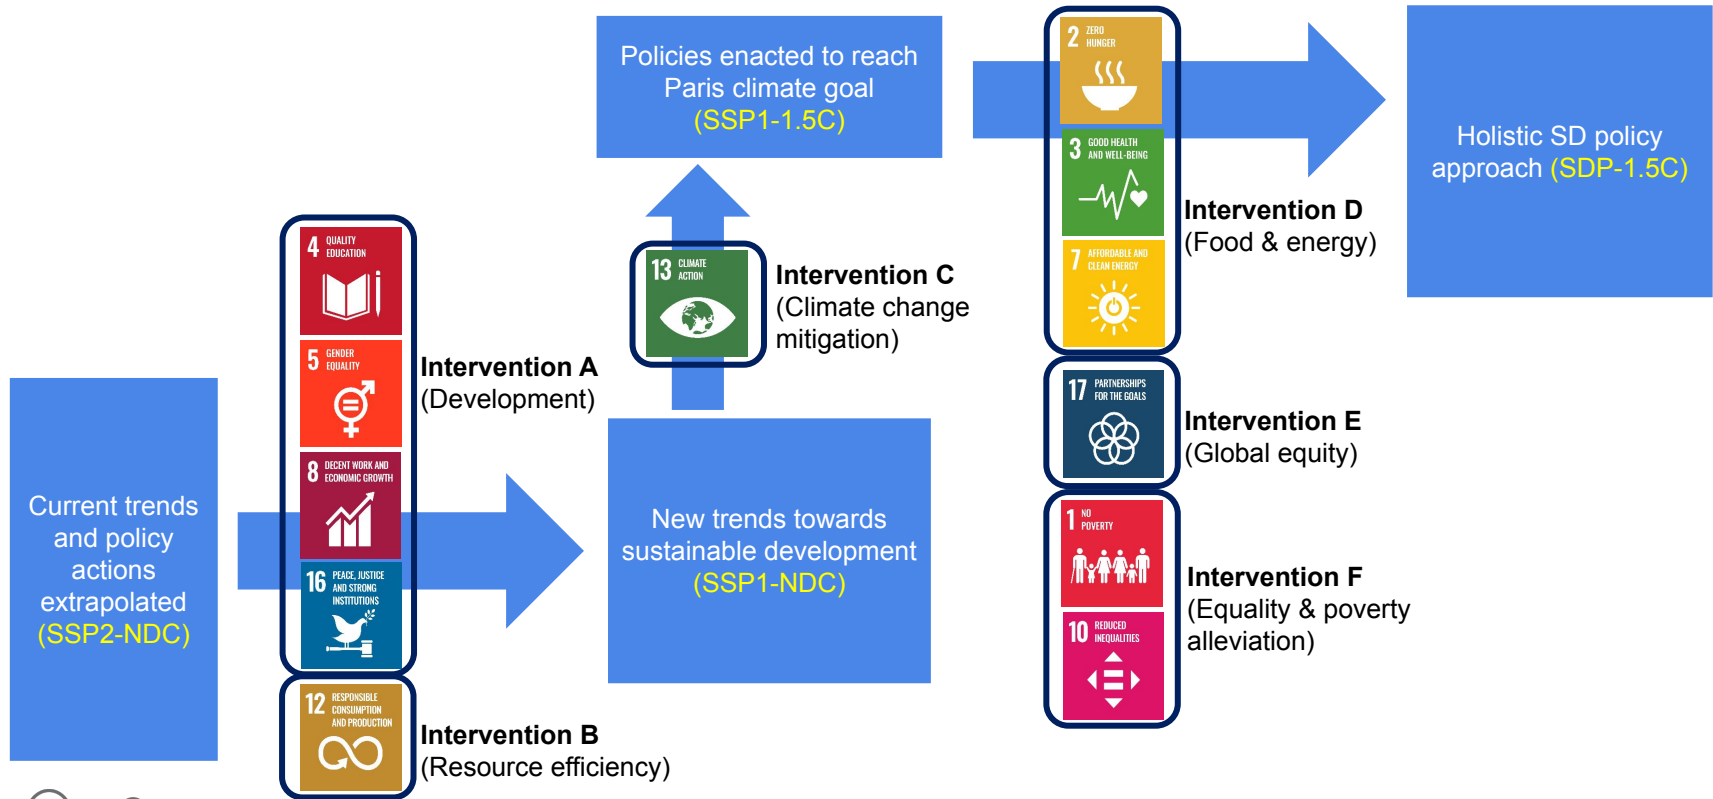 Current trends
and policy
actions
extrapolated
(SSP2-NDC)
4 QUALITY
EDUCATION
5 GENDER
EQUALITY
8 DECENT WORK AND
ECONOMIC GROWTH
16 PEACE, JUSTICE
AND STRONG
INSTITUTIONS
Intervention A
(Development)
12 RESPONSIBLE
CONSUMPTION
AND PRODUCTION
Intervention B
(Resource efficiency)
New trends towards
sustainable development
(SSP1-NDC)
13 CLIMATE
ACTION
Intervention C
(Climate change
mitigation)
Policies enacted to reach
Paris climate goal
(SSP1-1.5C)
2 ZERO
HUNGER
3 GOOD HEALTH
AND WELL-BEING
7 AFFORDABLE AND
CLEAN ENERGY
Intervention D
(Food & energy)
17 PARTNERSHIPS
FOR THE GOALS
Intervention E
(Global equity)
1 NO
POVERTY
10 REDUCED
INEQUALITIES
Intervention F
(Equality & poverty
alleviation)
Holistic SD policy
approach (SDP-1.5C)